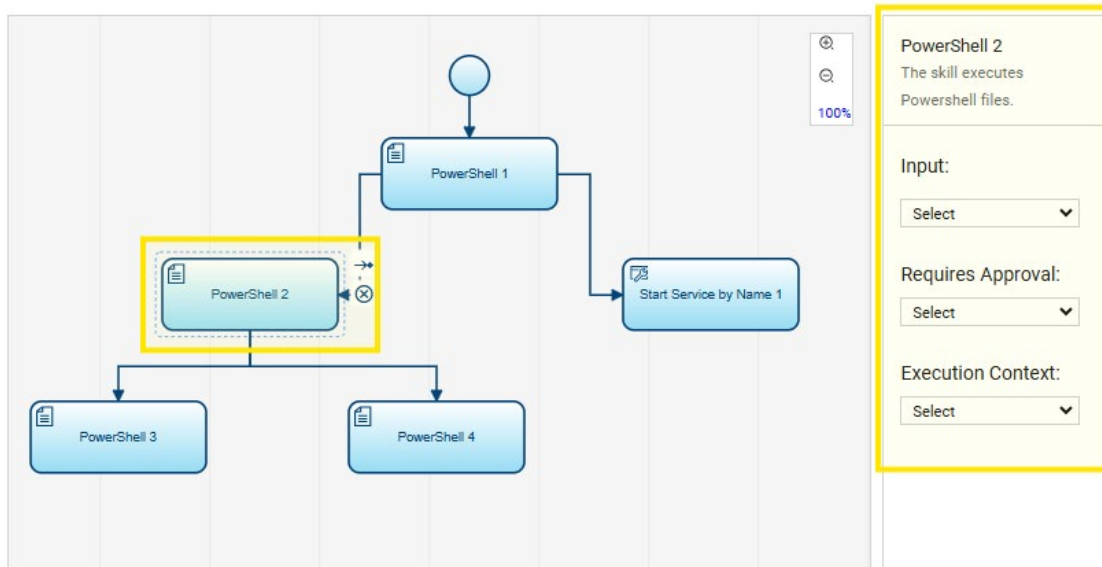 100%
PowerShell 1
PowerShell 2
Start Service by Name 1
PowerShell 3
PowerShell 4
PowerShell 2
The skill executes
Powershell files.
Input:
Select
Requires Approval:
Select
Execution Context:
Select